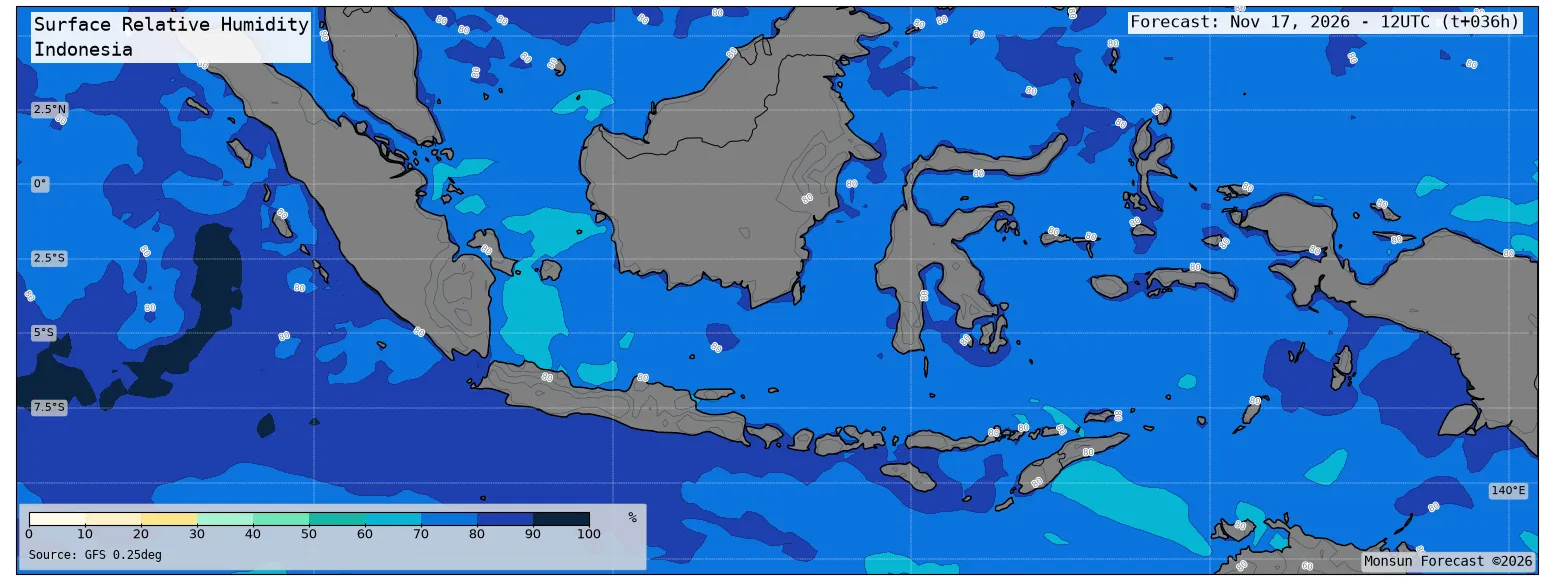 Surface Relative Humidity
Indonesia
Forecast: Nov 17, 2026 - 12UTC (t+036h)
2.5°N
0°
2.5°S
5°S
7.5°S
140°E
%
0 10 20 30 40 50 60 70 80 90 100
Source: GFS 0.25deg
Monsun Forecast ©2026